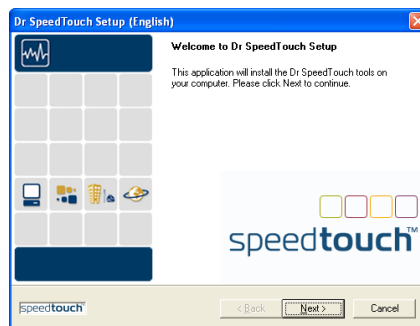 Dr SpeedTouch Setup (English)
Welcome to Dr SpeedTouch Setup
This application will install the Dr SpeedTouch tools on
your computer. Please click Next to continue.
speedtouch™
speedtouch
< Back
Next >
Cancel